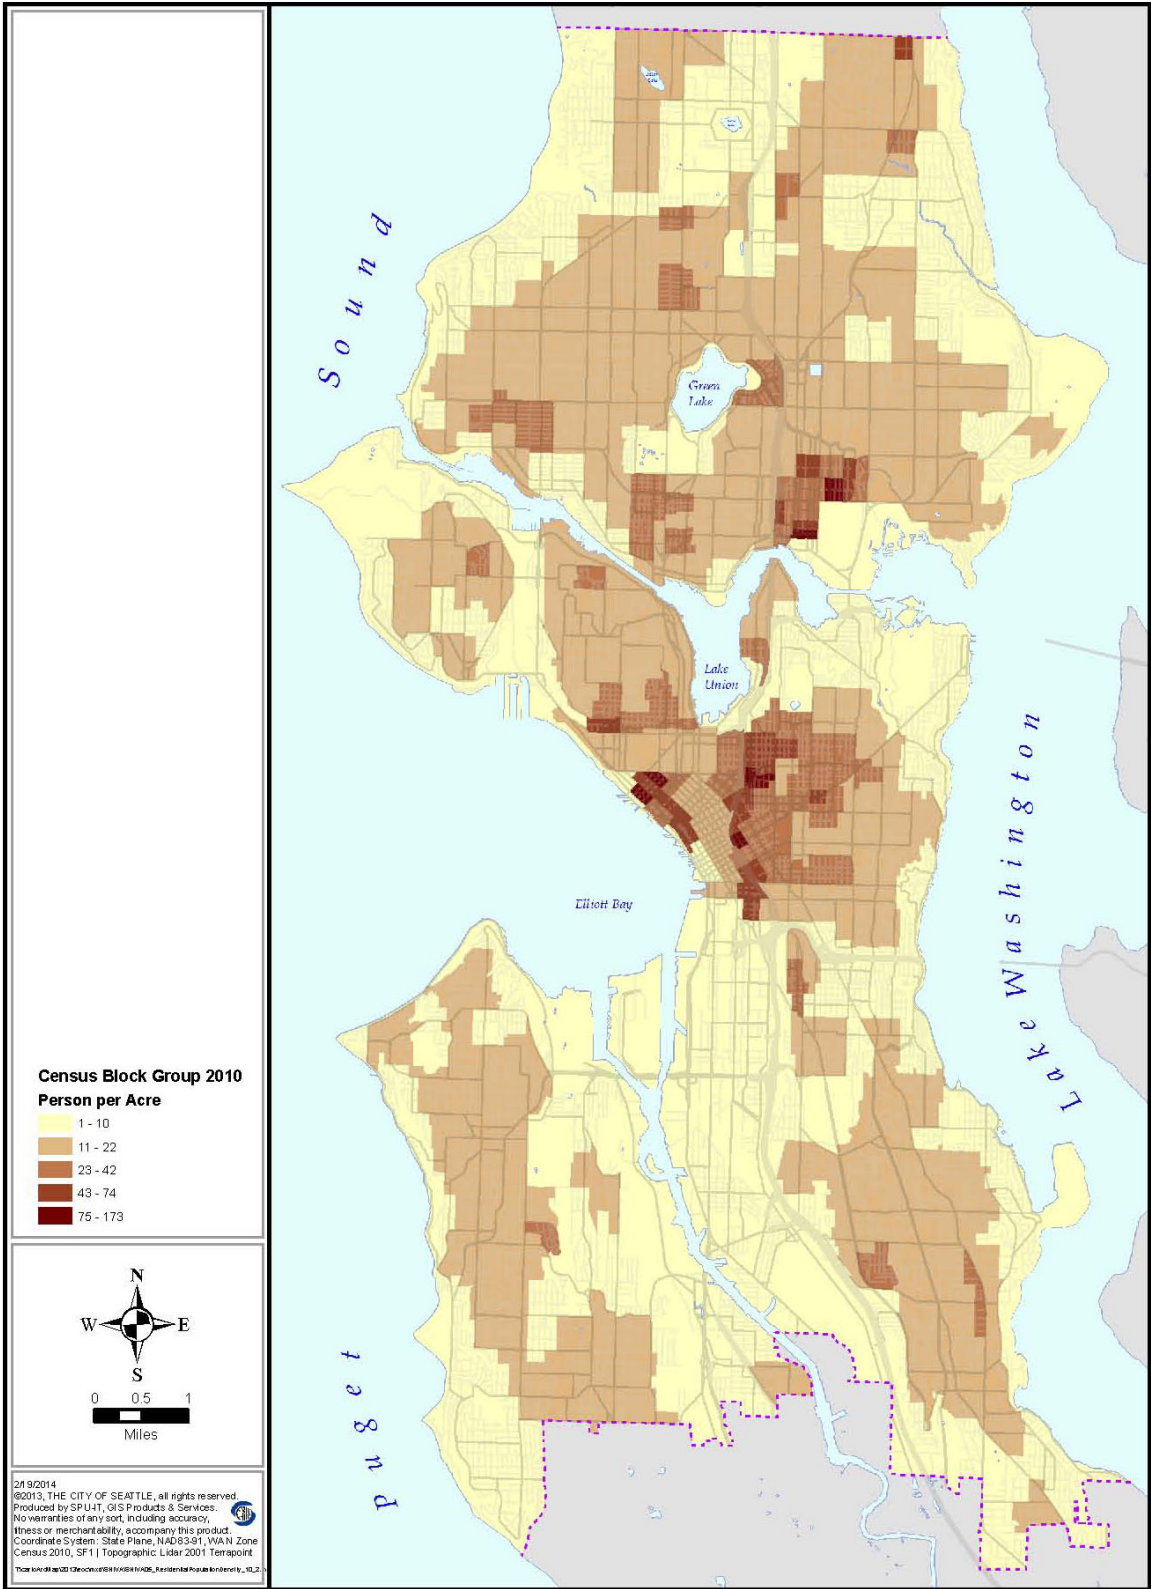 Census Block Group 2010
Person per Acre
1 - 10
11 - 22
23 - 42
43 - 74
75 - 173
N
W E
S
0 0.5 1
Miles
2/19/2014
©2013, THE CITY OF SEATTLE, all rights reserved.
Produced by SPU-IT, GIS Products & Services.
No warranties of any sort, including accuracy,
fitness or merchantability, accompany this product.
Coordinate System: State Plane, NAD83-91, WA N Zone
Census 2010, SF1 | Topographic Lidar 2001 Terrapoint
Puget Sound
Green
Lake
Lake
Union
Elliott Bay
Lake Washington